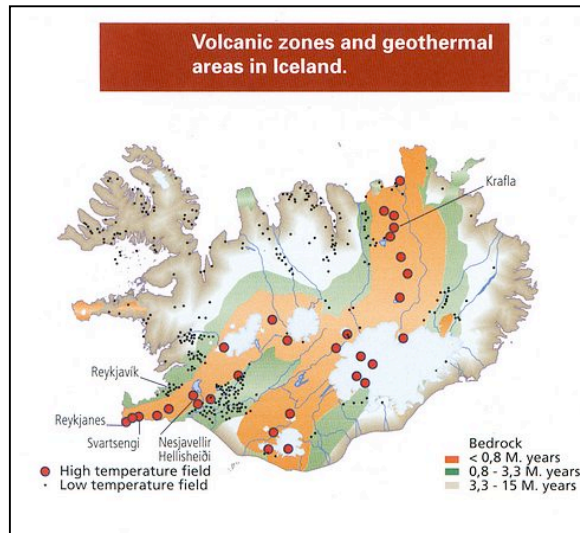 Volcanic zones and geothermal
areas in Iceland.
Krafla
Reykjavík
Reykjanes
Svartsengi
Nesjavellir
Hellisheiði
High temperature field
Low temperature field
Bedrock
< 0,8 M. years
0,8 - 3,3 M. years
3,3 - 15 M. years